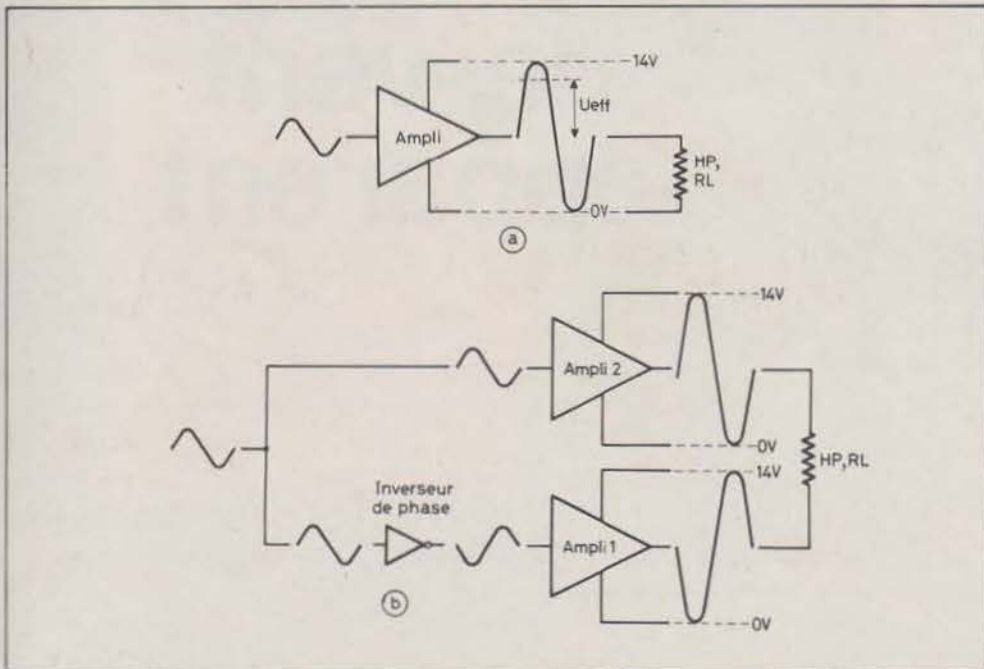 14V
Ueff
Ampli
HP,
RL
0V
a
14V
Ampli 2
0V
HP,RL
14V
Inverseur
de phase
Ampli 1
b
0V